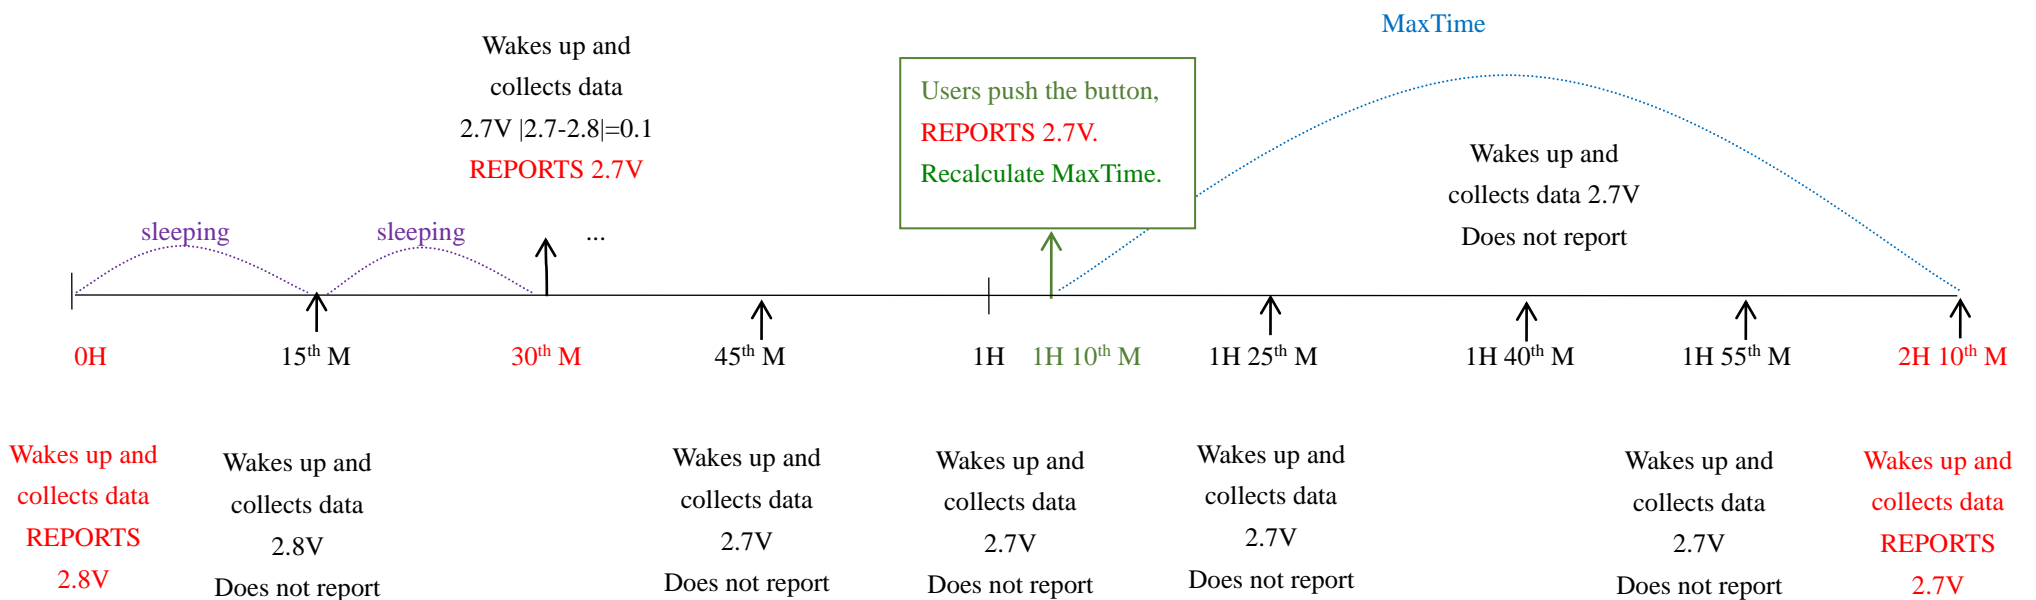 MaxTime
Wakes up and
collects data
2.7V |2.7-2.8|=0.1
REPORTS 2.7V
Users push the button,
REPORTS 2.7V.
Recalculate MaxTime.
Wakes up and
collects data 2.7V
Does not report
sleeping
sleeping
...
0H
15th M
30th M
45th M
1H
1H 10th M
1H 25th M
1H 40th M
1H 55th M
2H 10th M
Wakes up and
collects data
REPORTS
2.8V
Wakes up and
collects data
2.8V
Does not report
Wakes up and
collects data
2.7V
Does not report
Wakes up and
collects data
2.7V
Does not report
Wakes up and
collects data
2.7V
Does not report
Wakes up and
collects data
2.7V
Does not report
Wakes up and
collects data
REPORTS
2.7V